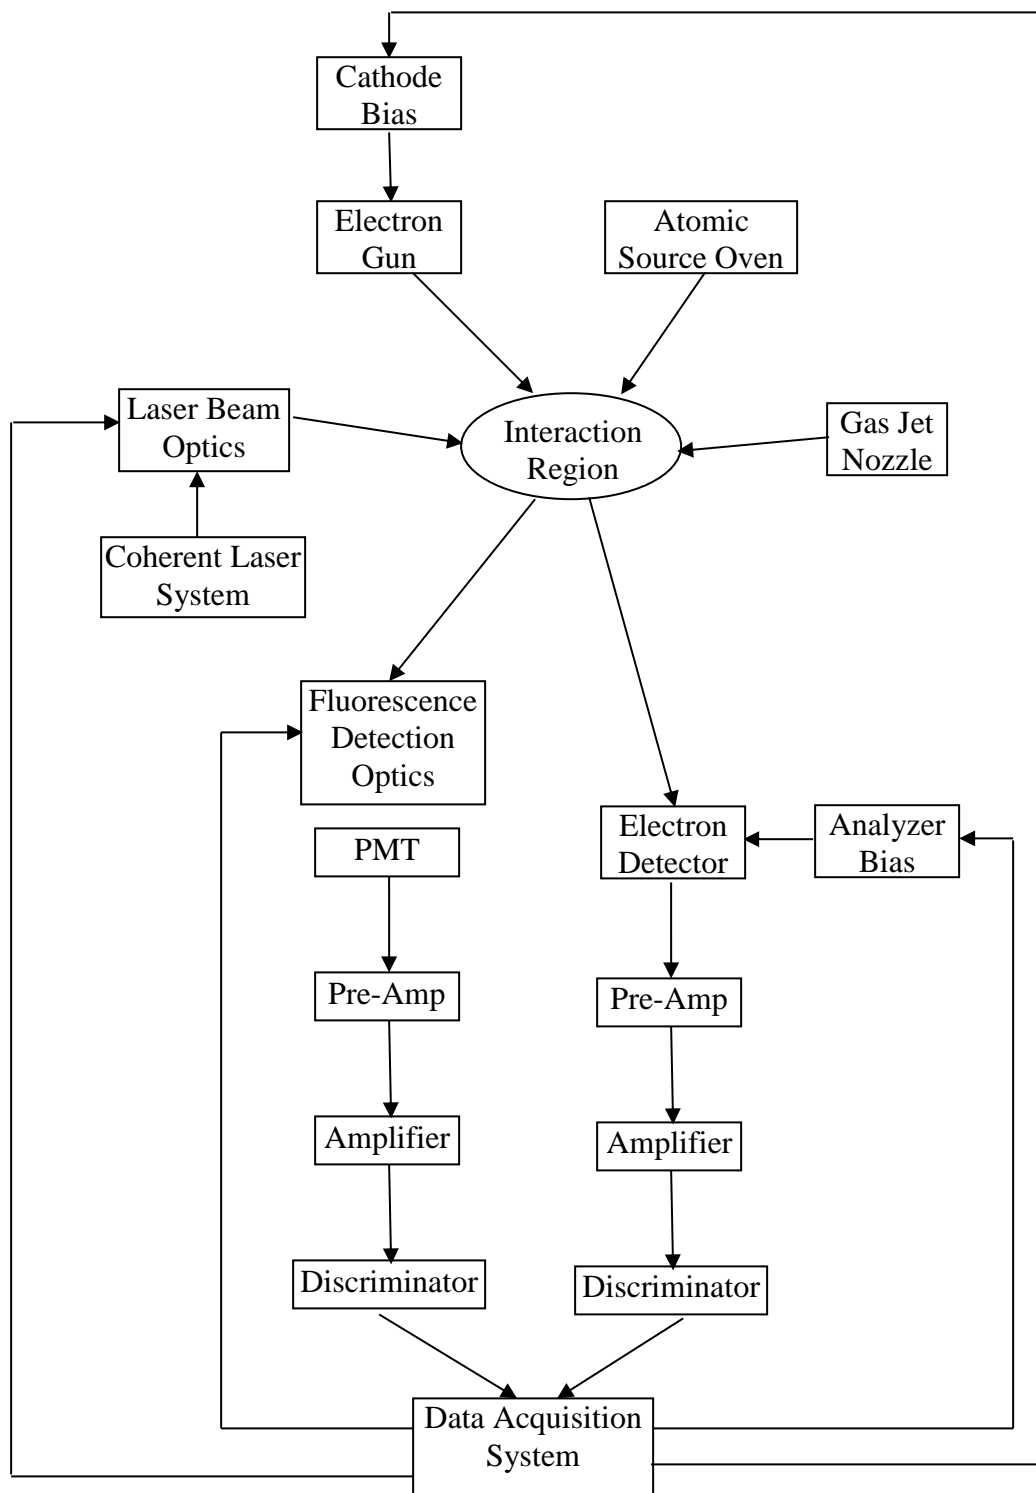 Cathode
Bias
Electron
Gun
Atomic
Source Oven
Laser Beam
Optics
Interaction
Region
Gas Jet
Nozzle
Coherent Laser
System
Fluorescence
Detection
Optics
Electron
Detector
Analyzer
Bias
PMT
Pre-Amp
Pre-Amp
Amplifier
Amplifier
Discriminator
Discriminator
Data Acquisition
System